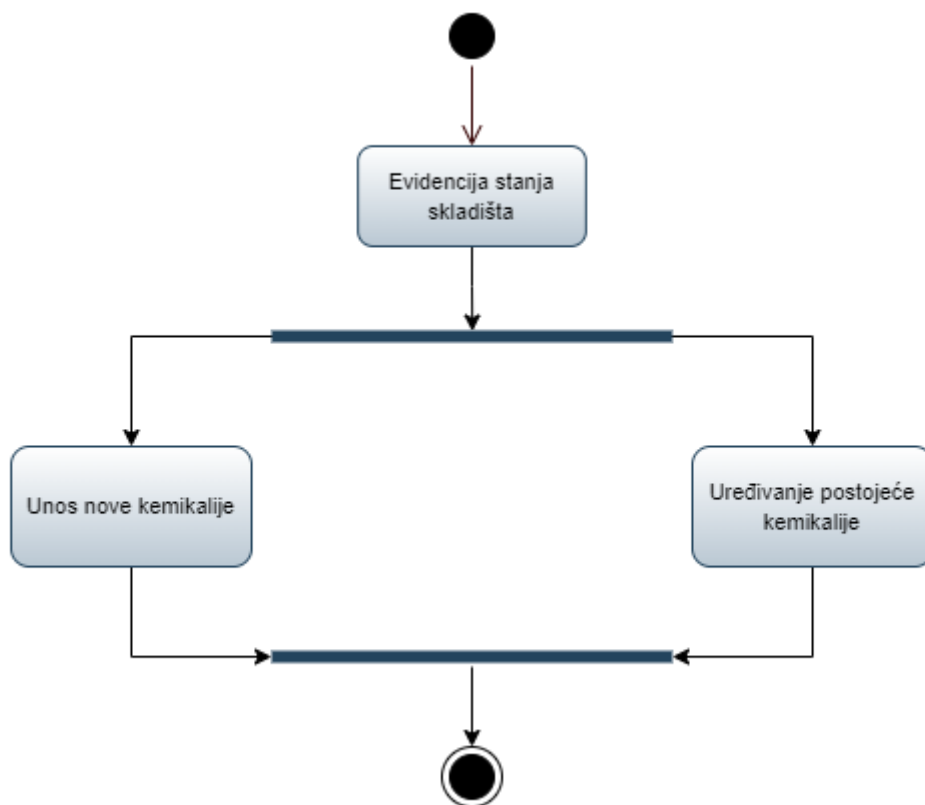 Evidencija stanja
skladišta
Unos nove kemikalije
Uređivanje postojeće
kemikalije